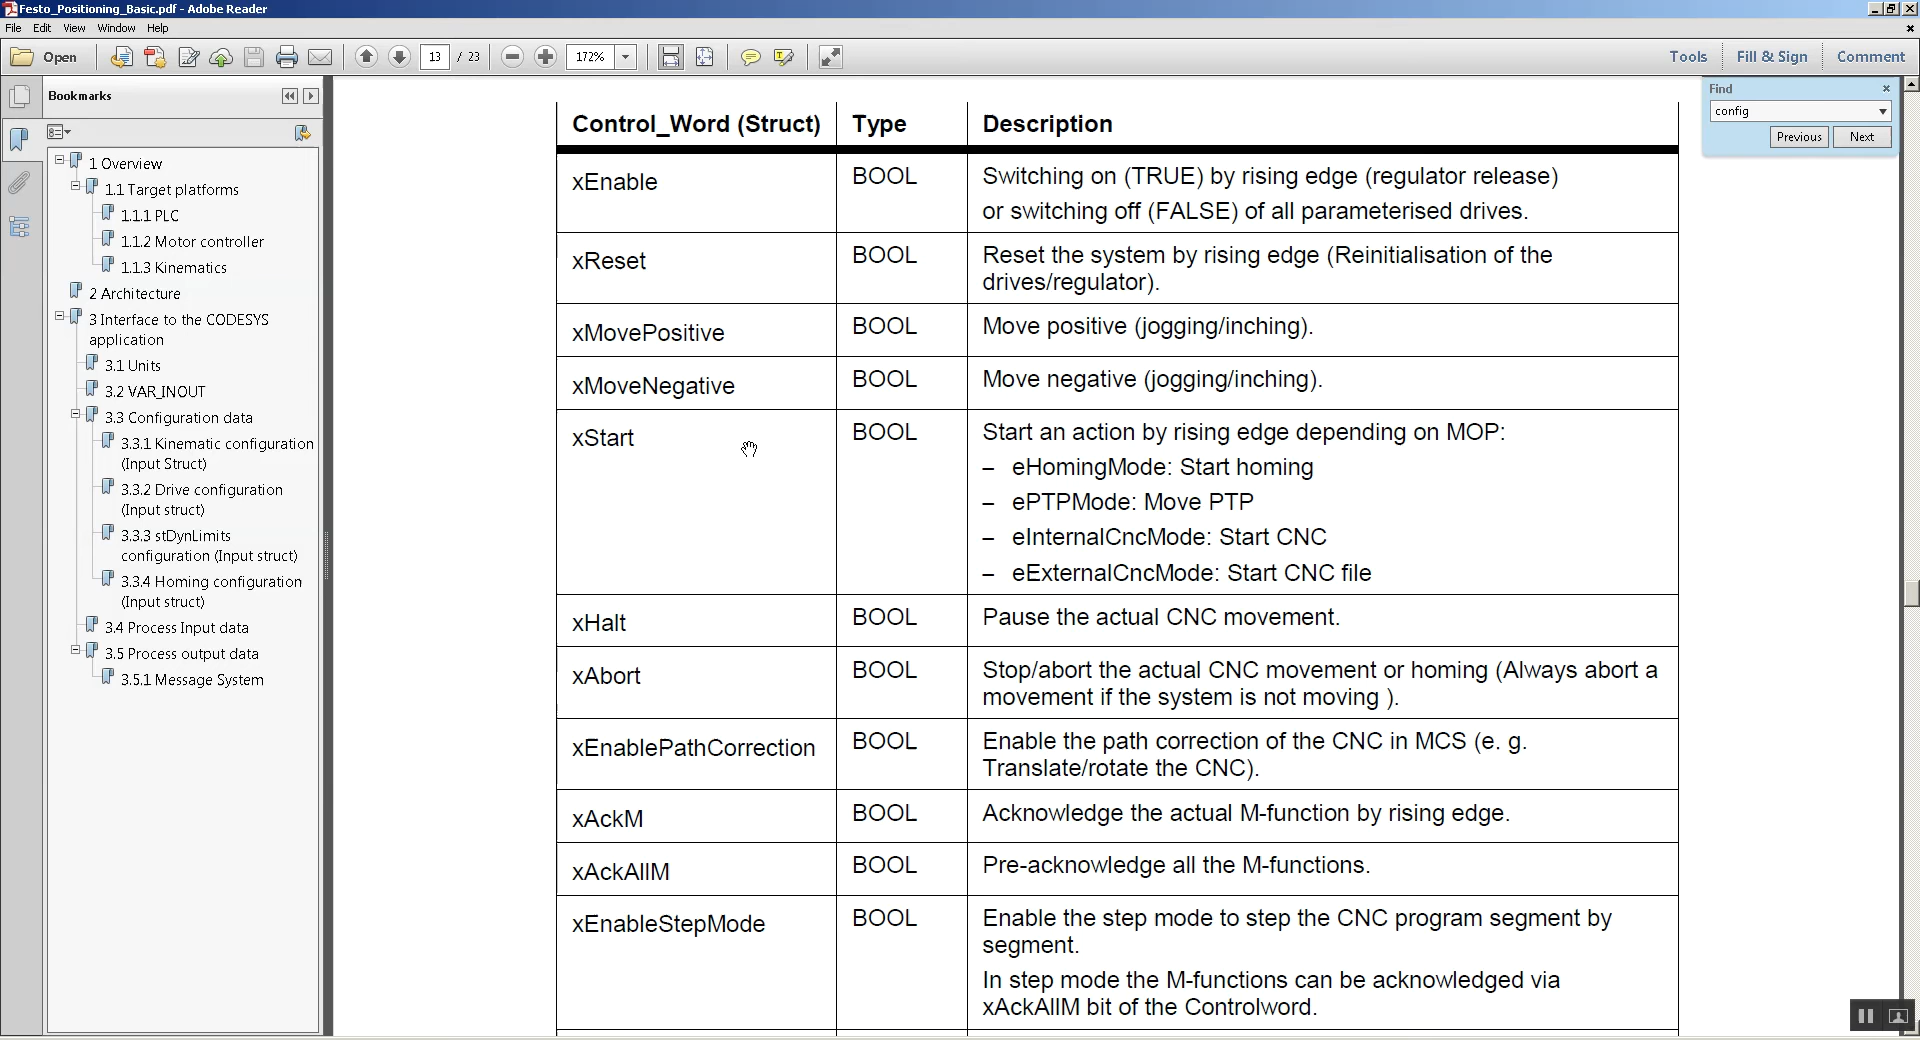 Festo_Positioning_Basic.pdf - Adobe Reader
File Edit View Window Help
Open 13 / 23 172% Tools Fill & Sign Comment
Bookmarks
1 Overview
1.1 Target platforms
1.1.1 PLC
1.1.2 Motor controller
1.1.3 Kinematics
2 Architecture
3 Interface to the CODESYS
application
3.1 Units
3.2 VAR_INOUT
3.3 Configuration data
3.3.1 Kinematic configuration
(Input Struct)
3.3.2 Drive configuration
(Input struct)
3.3.3 stDynLimits
configuration (Input struct)
3.3.4 Homing configuration
(Input struct)
3.4 Process Input data
3.5 Process output data
3.5.1 Message System
Find
config
Previous Next
Control_Word (Struct) Type Description
xEnable BOOL Switching on (TRUE) by rising edge (regulator release)
or switching off (FALSE) of all parameterised drives.
xReset BOOL Reset the system by rising edge (Reinitialisation of the
drives/regulator).
xMovePositive BOOL Move positive (jogging/inching).
xMoveNegative BOOL Move negative (jogging/inching).
xStart BOOL Start an action by rising edge depending on MOP:
– eHomingMode: Start homing
– ePTPMode: Move PTP
– eInternalCncMode: Start CNC
– eExternalCncMode: Start CNC file
xHalt BOOL Pause the actual CNC movement.
xAbort BOOL Stop/abort the actual CNC movement or homing (Always abort a
movement if the system is not moving ).
xEnablePathCorrection BOOL Enable the path correction of the CNC in MCS (e. g.
Translate/rotate the CNC).
xAckM BOOL Acknowledge the actual M-function by rising edge.
xAckAllM BOOL Pre-acknowledge all the M-functions.
xEnableStepMode BOOL Enable the step mode to step the CNC program segment by
segment.
In step mode the M-functions can be acknowledged via
xAckAllM bit of the Controlword.